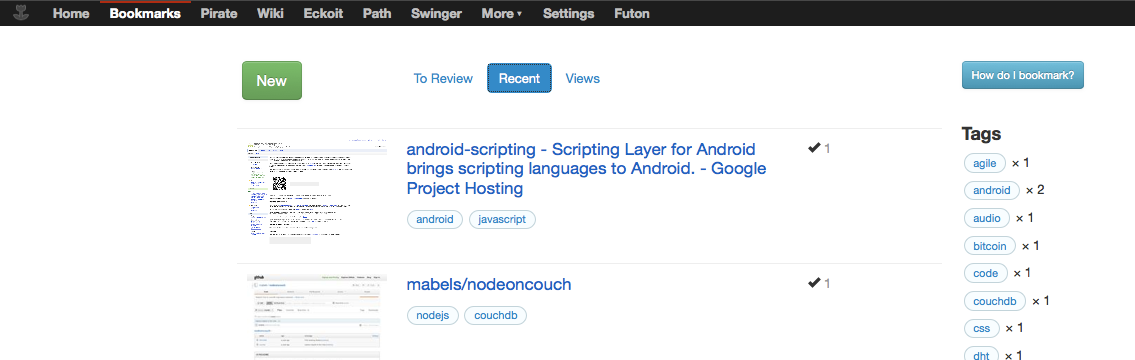 Home Bookmarks Pirate Wiki Eckoit Path Swinger More ▾ Settings Futon
New
To Review Recent Views
How do I bookmark?
android-scripting - Scripting Layer for Android
brings scripting languages to Android. - Google
Project Hosting
✔ 1
android javascript
mabels/nodeoncouch
✔ 1
nodejs couchdb
github
Tags
agile × 1
android × 2
audio × 1
bitcoin × 1
code × 1
couchdb × 1
css × 1
dht × 1